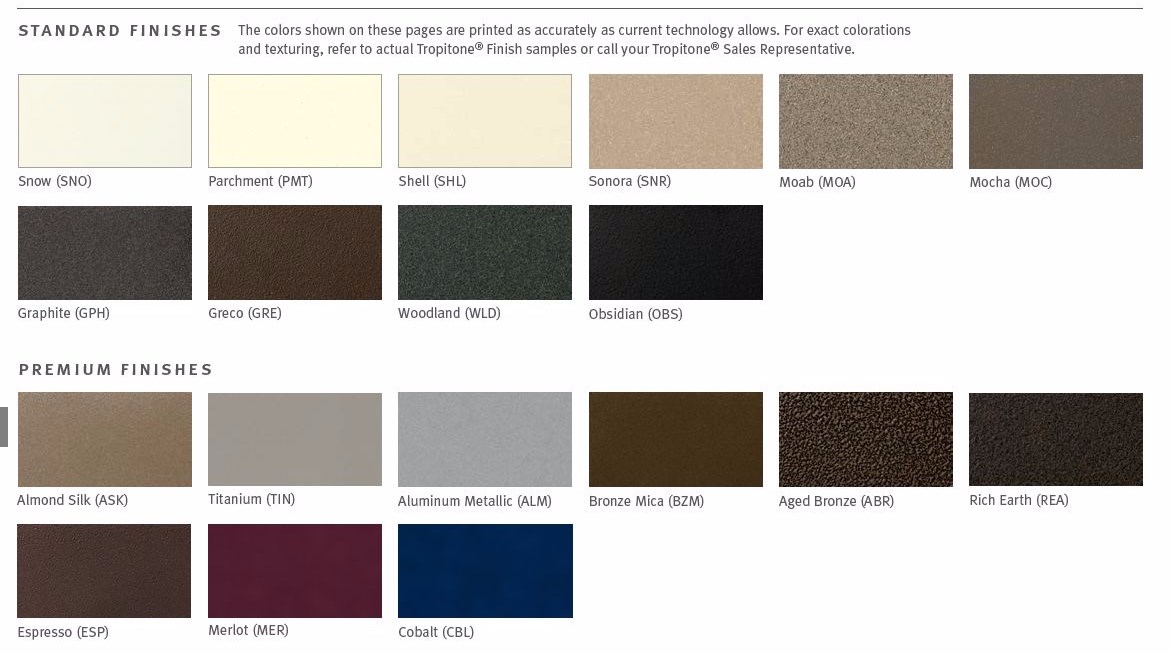 STANDARD FINISHES
The colors shown on these pages are printed as accurately as current technology allows. For exact colorations
and texturing, refer to actual Tropitone® Finish samples or call your Tropitone® Sales Representative.
Snow (SNO)
Parchment (PMT)
Shell (SHL)
Sonora (SNR)
Moab (MOA)
Mocha (MOC)
Graphite (GPH)
Greco (GRE)
Woodland (WLD)
Obsidian (OBS)
PREMIUM FINISHES
Almond Silk (ASK)
Titanium (TIN)
Aluminum Metallic (ALM)
Bronze Mica (BZM)
Aged Bronze (ABR)
Rich Earth (REA)
Espresso (ESP)
Merlot (MER)
Cobalt (CBL)